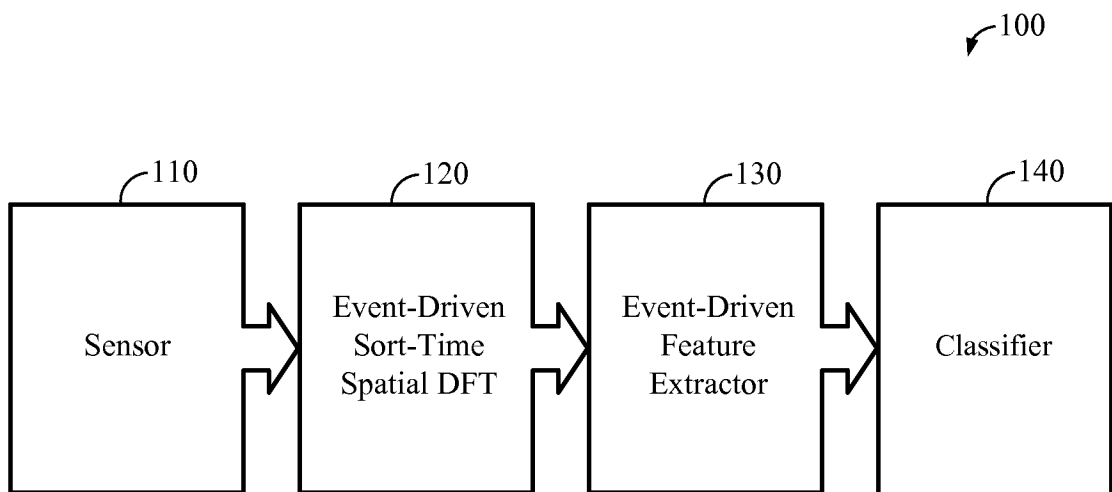 100
110
120
130
140
Sensor
Event-Driven
Sort-Time
Spatial DFT
Event-Driven
Feature
Extractor
Classifier